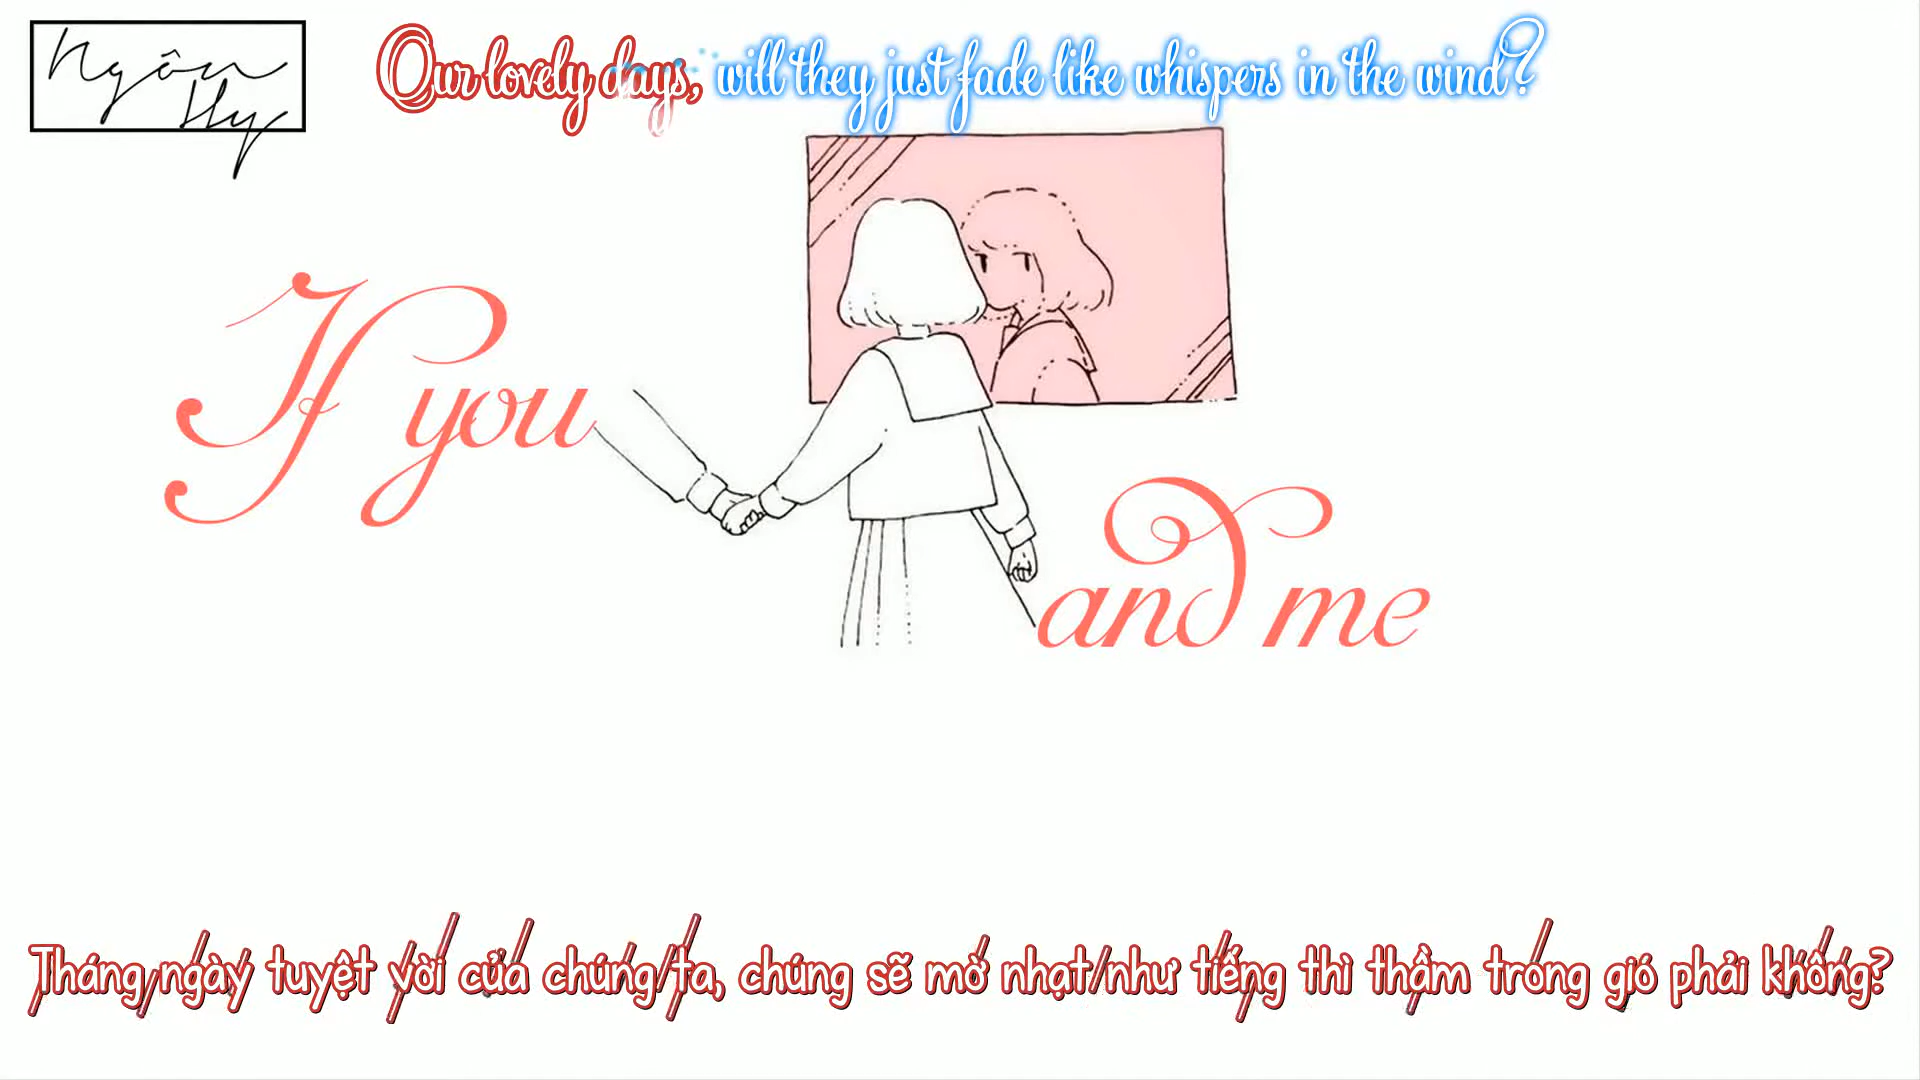 Ngôn
Hy
Our lovely days, will they just fade like whispers in the wind?
If you
and me
Tháng ngày tuyệt vời của chúng ta, chúng sẽ mờ nhạt như tiếng thì thầm trong gió phải không?